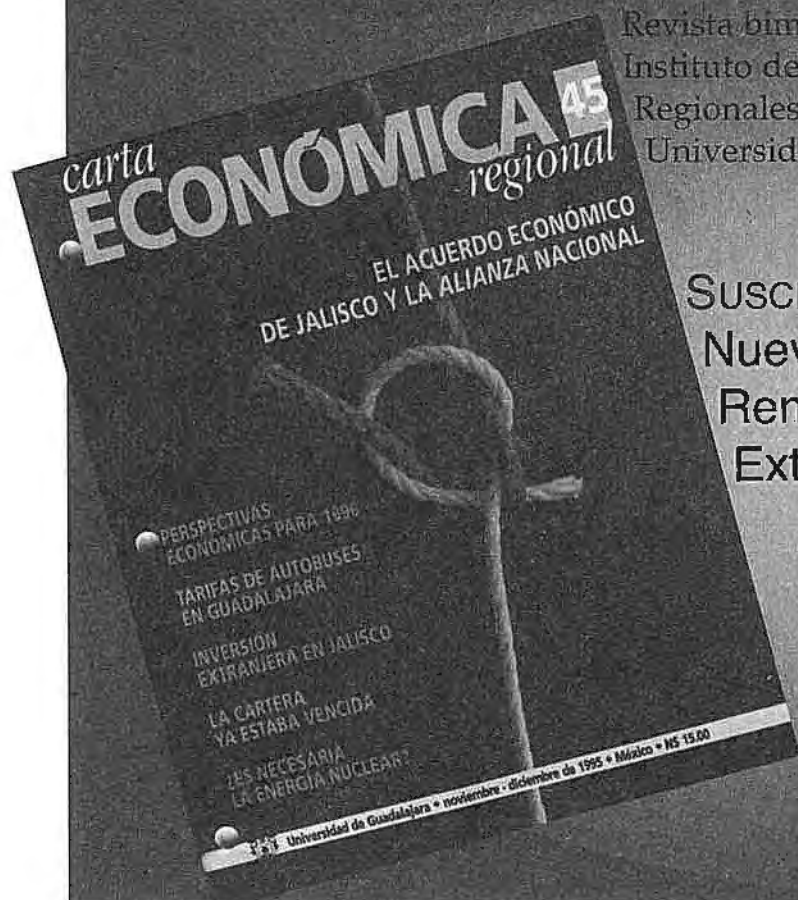 carta
ECONÓMICA 45
regional
EL ACUERDO ECONÓMICO
DE JALISCO Y LA ALIANZA NACIONAL
PERSPECTIVAS
ECONÓMICAS PARA 1996
TARIFAS DE AUTOBUSES
EN GUADALAJARA
INVERSIÓN
EXTRANJERA EN JALISCO
LA CARTERA
YA ESTABA VENCIDA
¿ES NECESARIA
LA ENERGÍA NUCLEAR?
Universidad de Guadalajara • noviembre - diciembre de 1995 • México • N$ 15.00
Revista bim
Instituto de
Regionales
Universid
Susc
Nuev
Ren
Ext